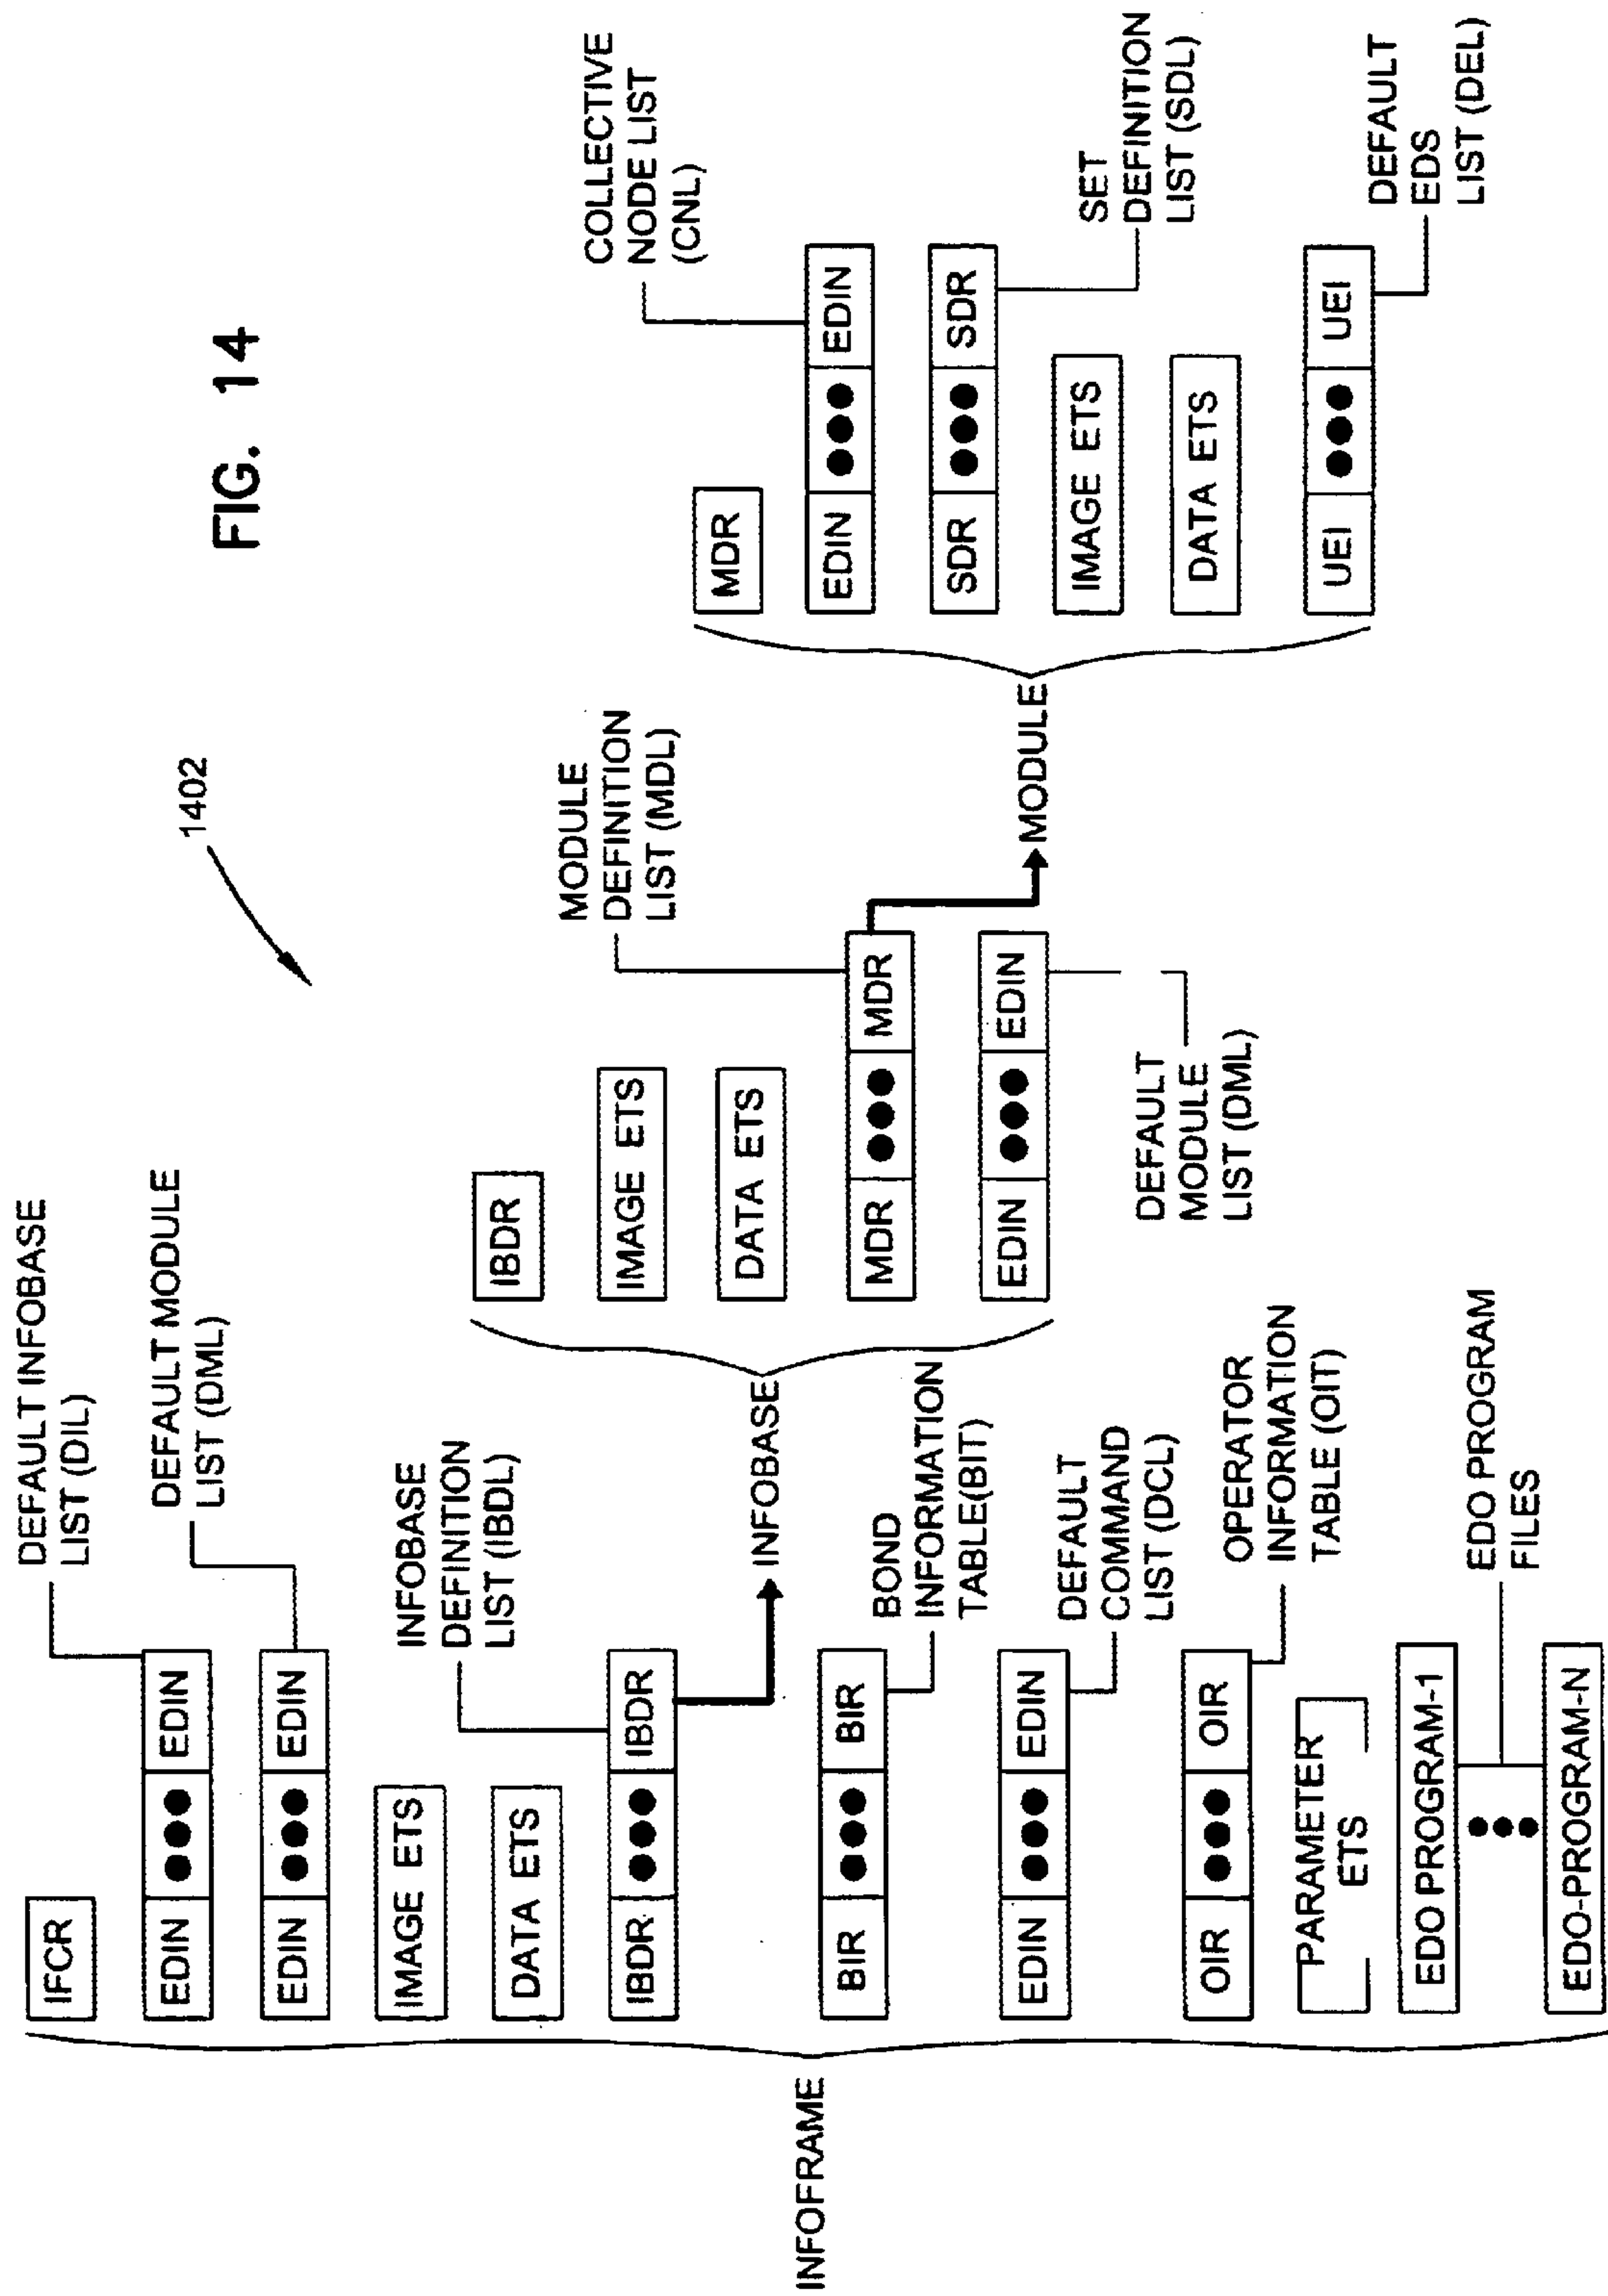 FIG. 14
1402
INFOFRAME
IFCR
EDIN ●●● EDIN
DEFAULT INFOBASE
LIST (DIL)
EDIN ●●● EDIN
DEFAULT MODULE
LIST (DML)
IMAGE ETS
DATA ETS
IBDR ●●● IBDR
INFOBASE
DEFINITION
LIST (IBDL)
BIR ●●● BIR
BOND
INFORMATION
TABLE(BIT)
EDIN ●●● EDIN
DEFAULT
COMMAND
LIST (DCL)
OIR ●●● OIR
OPERATOR
INFORMATION
TABLE (OIT)
PARAMETER
ETS
EDO PROGRAM-1
●●●
EDO-PROGRAM-N
EDO PROGRAM
FILES
INFOBASE
IBDR
IMAGE ETS
DATA ETS
MDR ●●● MDR
MODULE
DEFINITION
LIST (MDL)
EDIN ●●● EDIN
DEFAULT
MODULE
LIST (DML)
MODULE
MDR
EDIN ●●● EDIN
COLLECTIVE
NODE LIST
(CNL)
SDR ●●● SDR
SET
DEFINITION
LIST (SDL)
IMAGE ETS
DATA ETS
UEI ●●● UEI
DEFAULT
EDS
LIST (DEL)